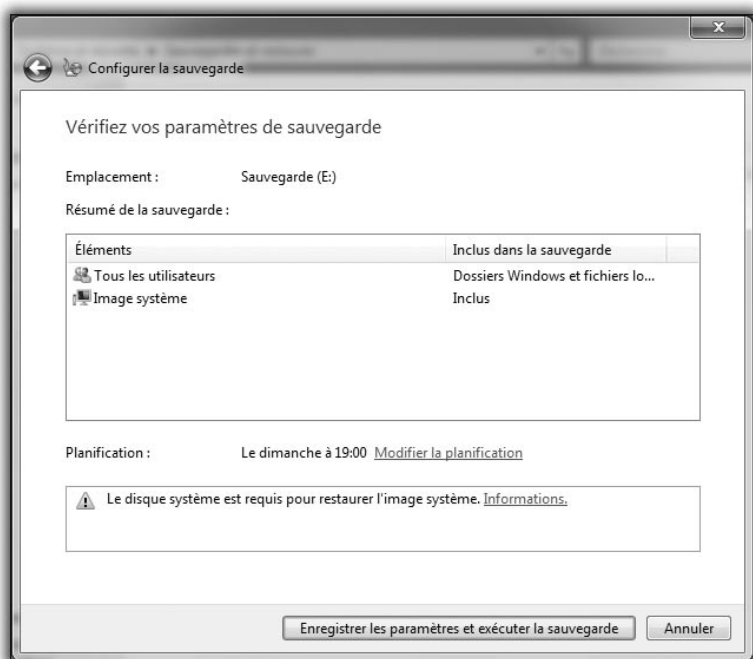 Configurer la sauvegarde
Vérifiez vos paramètres de sauvegarde
Emplacement : Sauvegarde (E:)
Résumé de la sauvegarde :
Éléments Inclus dans la sauvegarde
Tous les utilisateurs Dossiers Windows et fichiers lo...
Image système Inclus
Planification : Le dimanche à 19:00 Modifier la planification
Le disque système est requis pour restaurer l'image système. Informations.
Enregistrer les paramètres et exécuter la sauvegarde Annuler